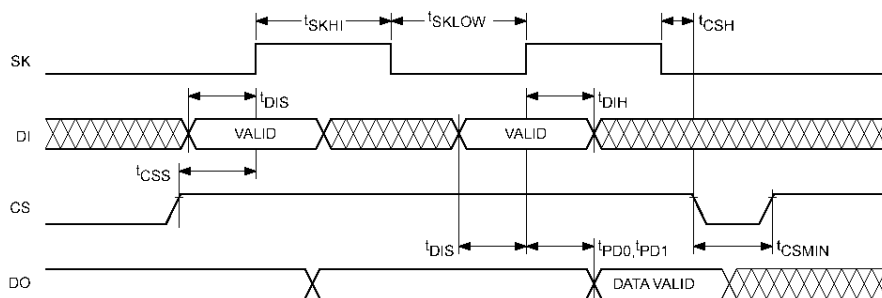 tSKHI tSKLOW tCSH
SK
tDIS tDIH
DI VALID VALID
tCSS
CS
tDIS tPD0,tPD1 tCSMIN
DO DATA VALID